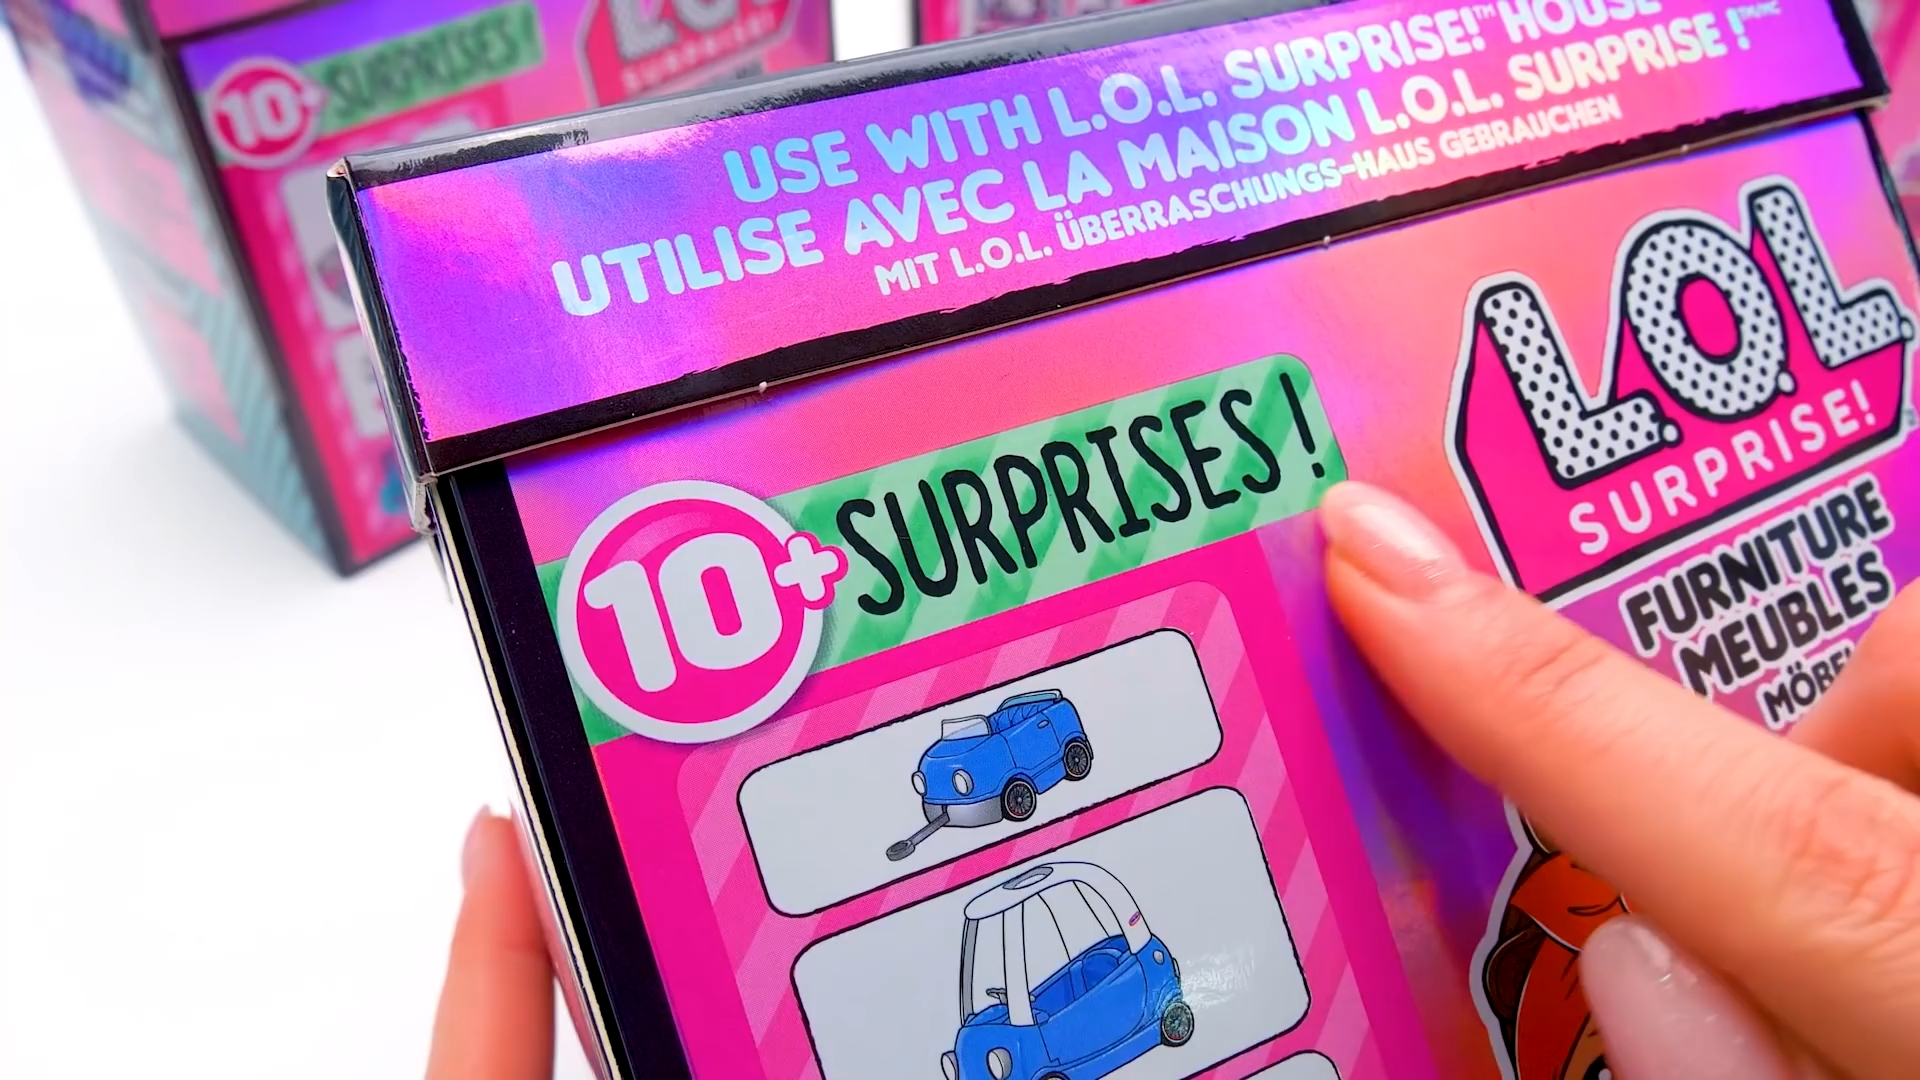 10+ SURPRISES!
SURPRISE!
USE WITH L.O.L. SURPRISE!™ HOUSE
UTILISE AVEC LA MAISON L.O.L. SURPRISE !
MIT L.O.L. ÜBERRASCHUNGS-HAUS GEBRAUCHEN
10+ SURPRISES!
L.O.L.
SURPRISE!
FURNITURE
MEUBLES